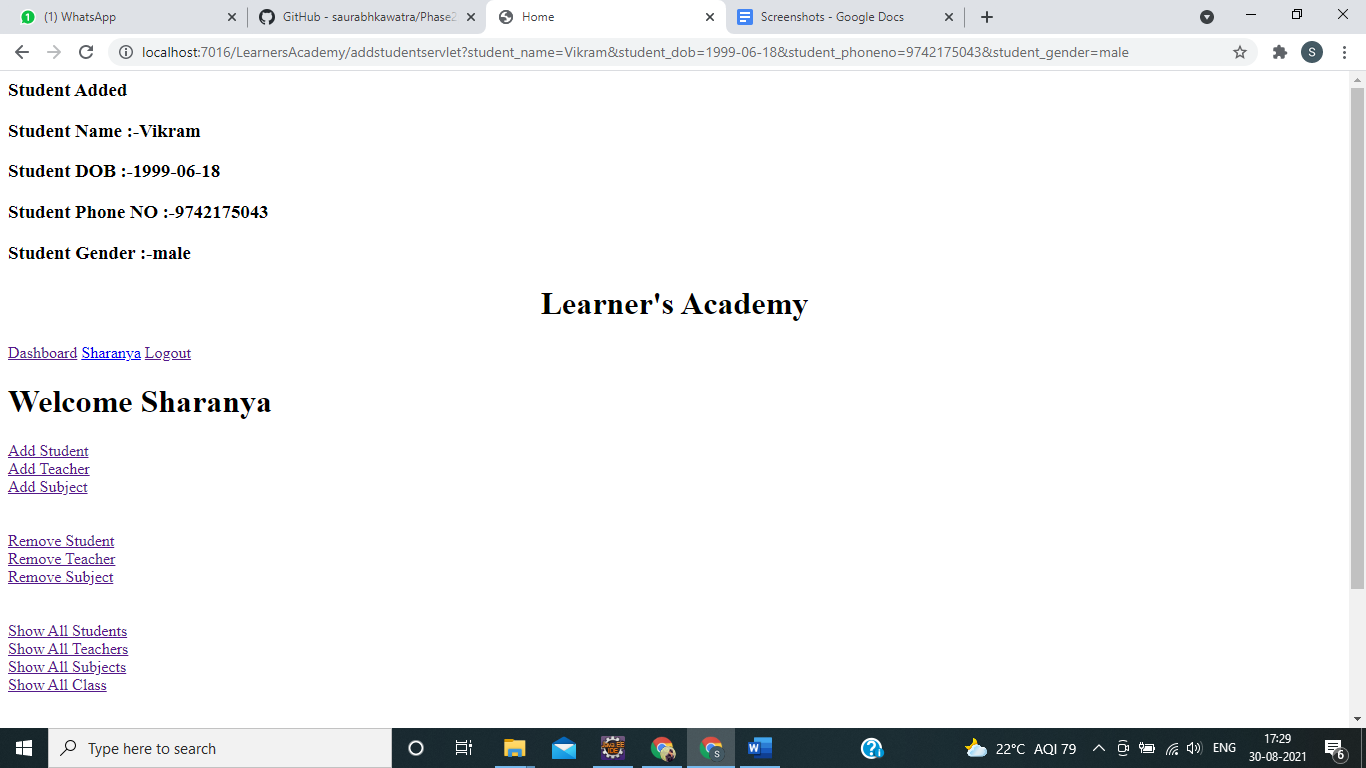 (1) WhatsApp
GitHub - saurabhkawatra/Phase2
Home
Screenshots - Google Docs
localhost:7016/LearnersAcademy/addstudentservlet?student_name=Vikram&student_dob=1999-06-18&student_phoneno=9742175043&student_gender=male
S
Student Added
Student Name :-Vikram
Student DOB :-1999-06-18
Student Phone NO :-9742175043
Student Gender :-male
Learner's Academy
Dashboard Sharanya Logout
Welcome Sharanya
Add Student
Add Teacher
Add Subject
Remove Student
Remove Teacher
Remove Subject
Show All Students
Show All Teachers
Show All Subjects
Show All Class
Type here to search
22°C AQI 79
ENG
17:29
30-08-2021
6